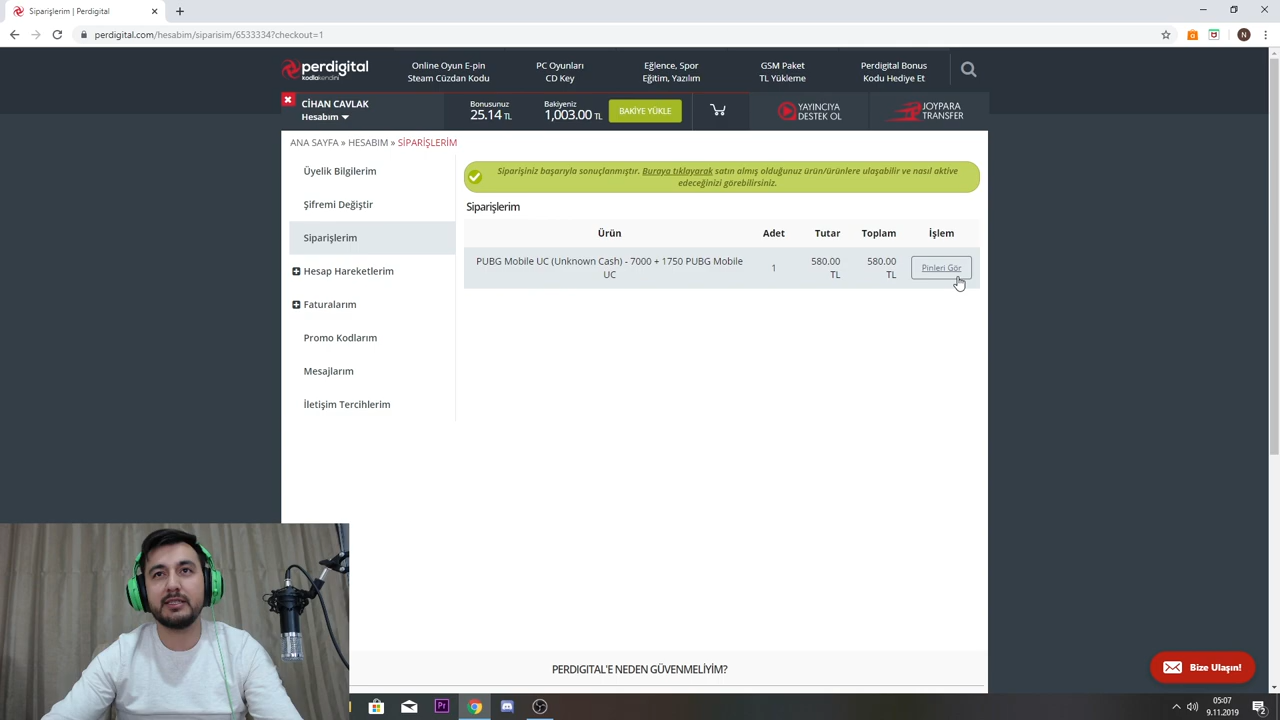 Siparişlerim | Perdigital
perdigital.com/hesabim/siparisim/6533334?checkout=1
N
perdigital
kodlakendini
Online Oyun E-pin
Steam Cüzdan Kodu
PC Oyunları
CD Key
Eğlence, Spor
Eğitim, Yazılım
GSM Paket
TL Yükleme
Perdigital Bonus
Kodu Hediye Et
CİHAN CAVLAK
Hesabım
Bonusunuz
25.14 TL
Bakiyeniz
1,003.00 TL
BAKİYE YÜKLE
YAYINCIYA
DESTEK OL
JOYPARA
TRANSFER
ANA SAYFA » HESABIM » SİPARİŞLERİM
Üyelik Bilgilerim
Şifremi Değiştir
Siparişlerim
Hesap Hareketlerim
Faturalarım
Promo Kodlarım
Mesajlarım
İletişim Tercihlerim
Siparişiniz başarıyla sonuçlanmıştır. Buraya tıklayarak satın almış olduğunuz ürün/ürünlere ulaşabilir ve nasıl aktive
edeceğinizi görebilirsiniz.
Siparişlerim
Ürün Adet Tutar Toplam İşlem
PUBG Mobile UC (Unknown Cash) - 7000 + 1750 PUBG Mobile
UC
1
580.00
TL
580.00
TL
Pinleri Gör
PERDIGITAL'E NEDEN GÜVENMELİYİM?
Bize Ulaşın!
Pr
05:07
9.11.2019
2